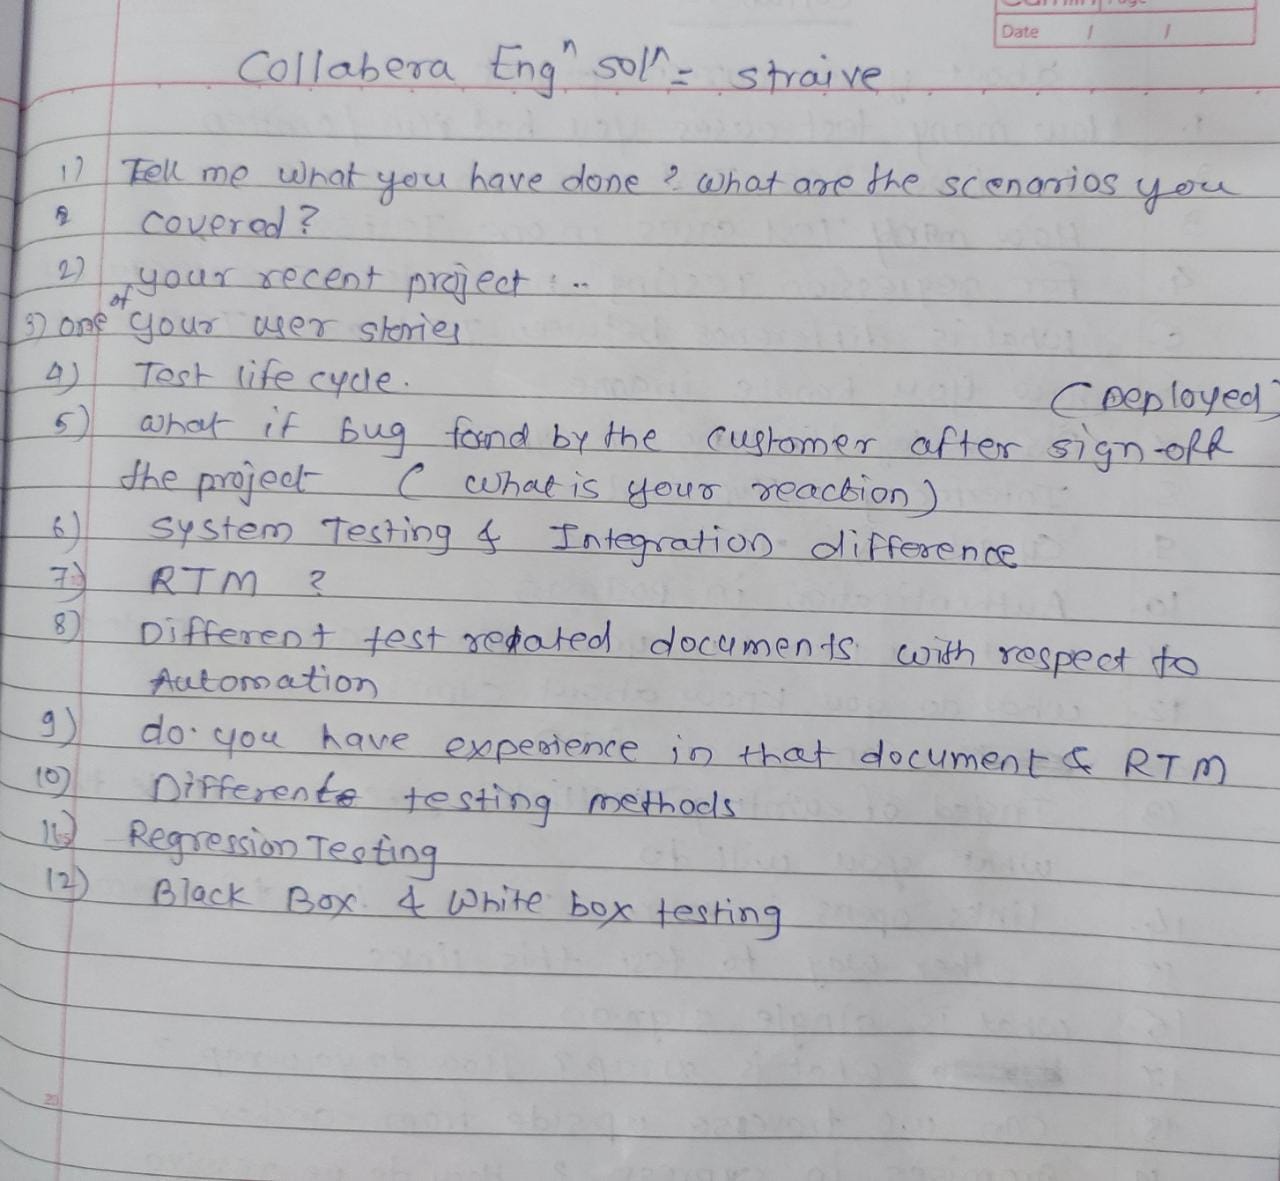 Date / /
Collabera Engⁿ solⁿ = straive
1) Tell me what you have done ? what are the scenarios you
covered ?
2) your recent project : ..
3) one of your user stories
4) Test life cycle.
(Deployed)
5) what if Bug found by the customer after sign-off
the project ( what is your reaction )
6) System Testing & Integration difference
7) RTM ?
8) Different test related documents with respect to
Automation
9) do you have experience in that document & RTM
10) Different testing methods
11) Regression Testing
12) Black Box & White box testing
20